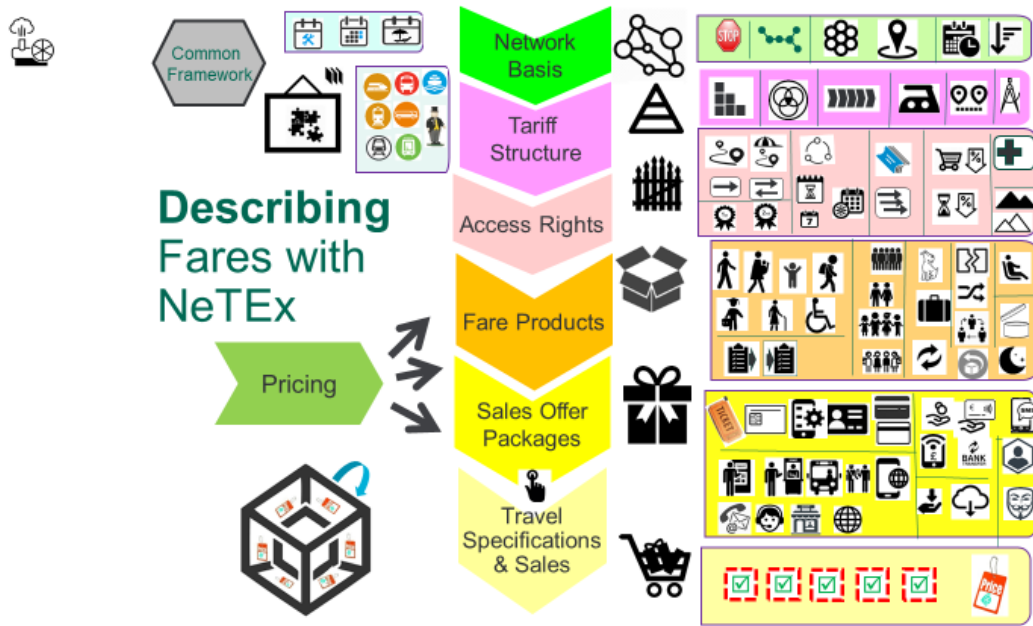 Common
Framework
Network
Basis
STOP
Tariff
Structure
Describing
Fares with
NeTEx
Access Rights
7
Fare Products
Pricing
Sales Offer
Packages
TICKET
£
BANK
TRANSFER
Travel
Specifications
& Sales
Price